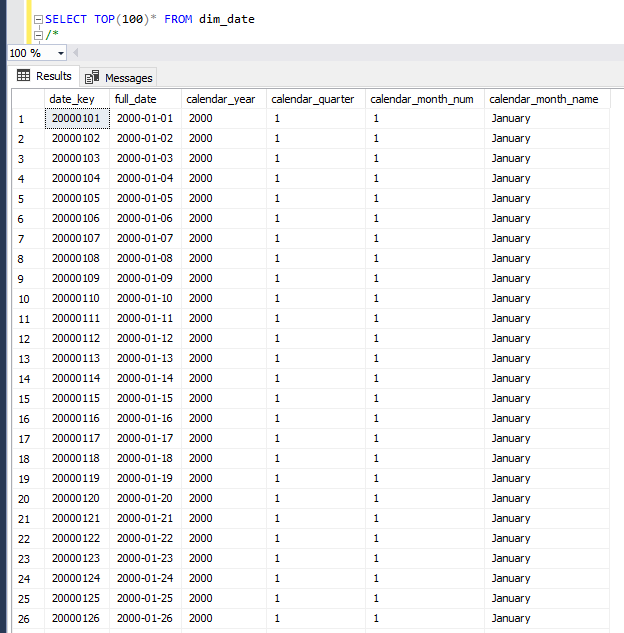 SELECT TOP(100)* FROM dim_date
/*
100 %
Results Messages
date_key full_date calendar_year calendar_quarter calendar_month_num calendar_month_name
1 20000101 2000-01-01 2000 1 1 January
2 20000102 2000-01-02 2000 1 1 January
3 20000103 2000-01-03 2000 1 1 January
4 20000104 2000-01-04 2000 1 1 January
5 20000105 2000-01-05 2000 1 1 January
6 20000106 2000-01-06 2000 1 1 January
7 20000107 2000-01-07 2000 1 1 January
8 20000108 2000-01-08 2000 1 1 January
9 20000109 2000-01-09 2000 1 1 January
10 20000110 2000-01-10 2000 1 1 January
11 20000111 2000-01-11 2000 1 1 January
12 20000112 2000-01-12 2000 1 1 January
13 20000113 2000-01-13 2000 1 1 January
14 20000114 2000-01-14 2000 1 1 January
15 20000115 2000-01-15 2000 1 1 January
16 20000116 2000-01-16 2000 1 1 January
17 20000117 2000-01-17 2000 1 1 January
18 20000118 2000-01-18 2000 1 1 January
19 20000119 2000-01-19 2000 1 1 January
20 20000120 2000-01-20 2000 1 1 January
21 20000121 2000-01-21 2000 1 1 January
22 20000122 2000-01-22 2000 1 1 January
23 20000123 2000-01-23 2000 1 1 January
24 20000124 2000-01-24 2000 1 1 January
25 20000125 2000-01-25 2000 1 1 January
26 20000126 2000-01-26 2000 1 1 January